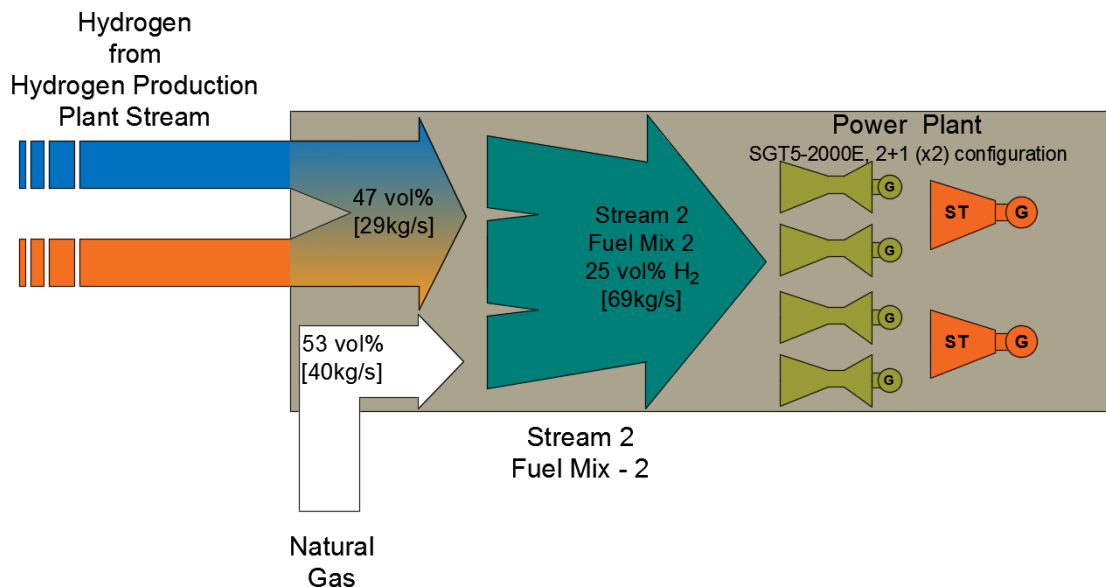 Hydrogen
from
Hydrogen Production
Plant Stream
47 vol%
[29kg/s]
53 vol%
[40kg/s]
Stream 2
Fuel Mix 2
25 vol% H₂
[69kg/s]
Power Plant
SGT5-2000E, 2+1 (x2) configuration
G
G
G
G
ST G
ST G
Stream 2
Fuel Mix - 2
Natural
Gas